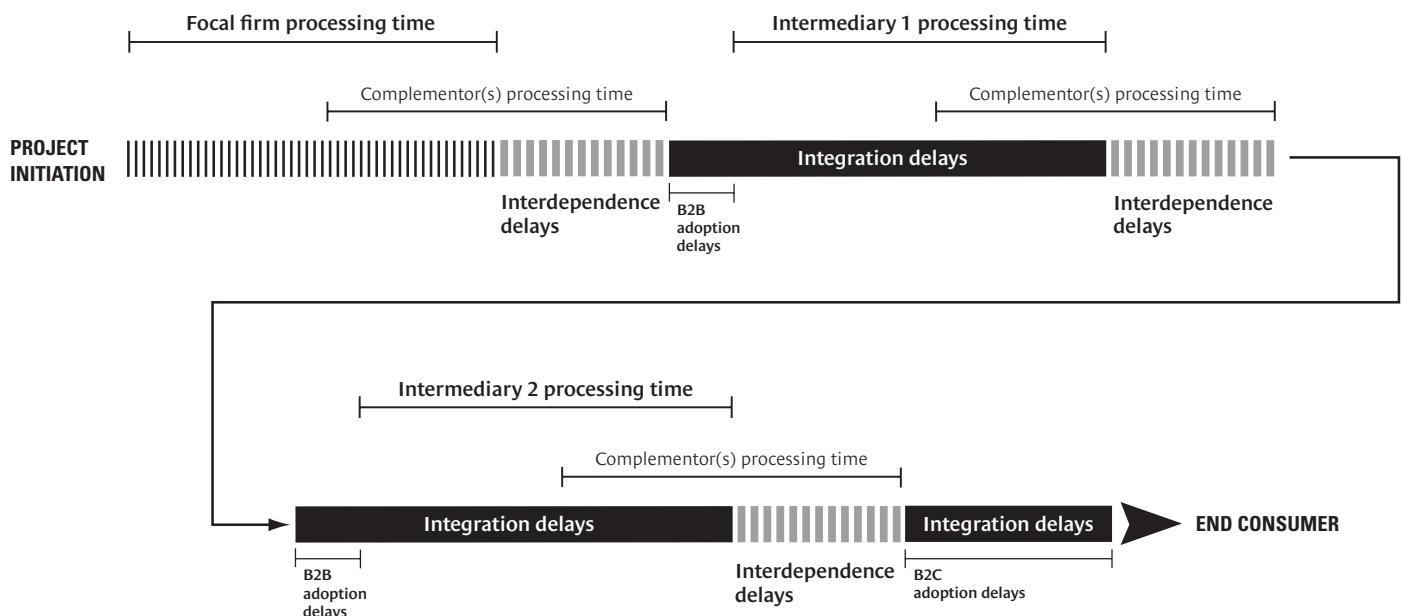 Focal firm processing time
Intermediary 1 processing time
Complementor(s) processing time
Complementor(s) processing time
PROJECT
INITIATION
Integration delays
Interdependence
delays
B2B
adoption
delays
Interdependence
delays
Intermediary 2 processing time
Complementor(s) processing time
Integration delays
Integration delays
END CONSUMER
B2B
adoption
delays
Interdependence
delays
B2C
adoption delays